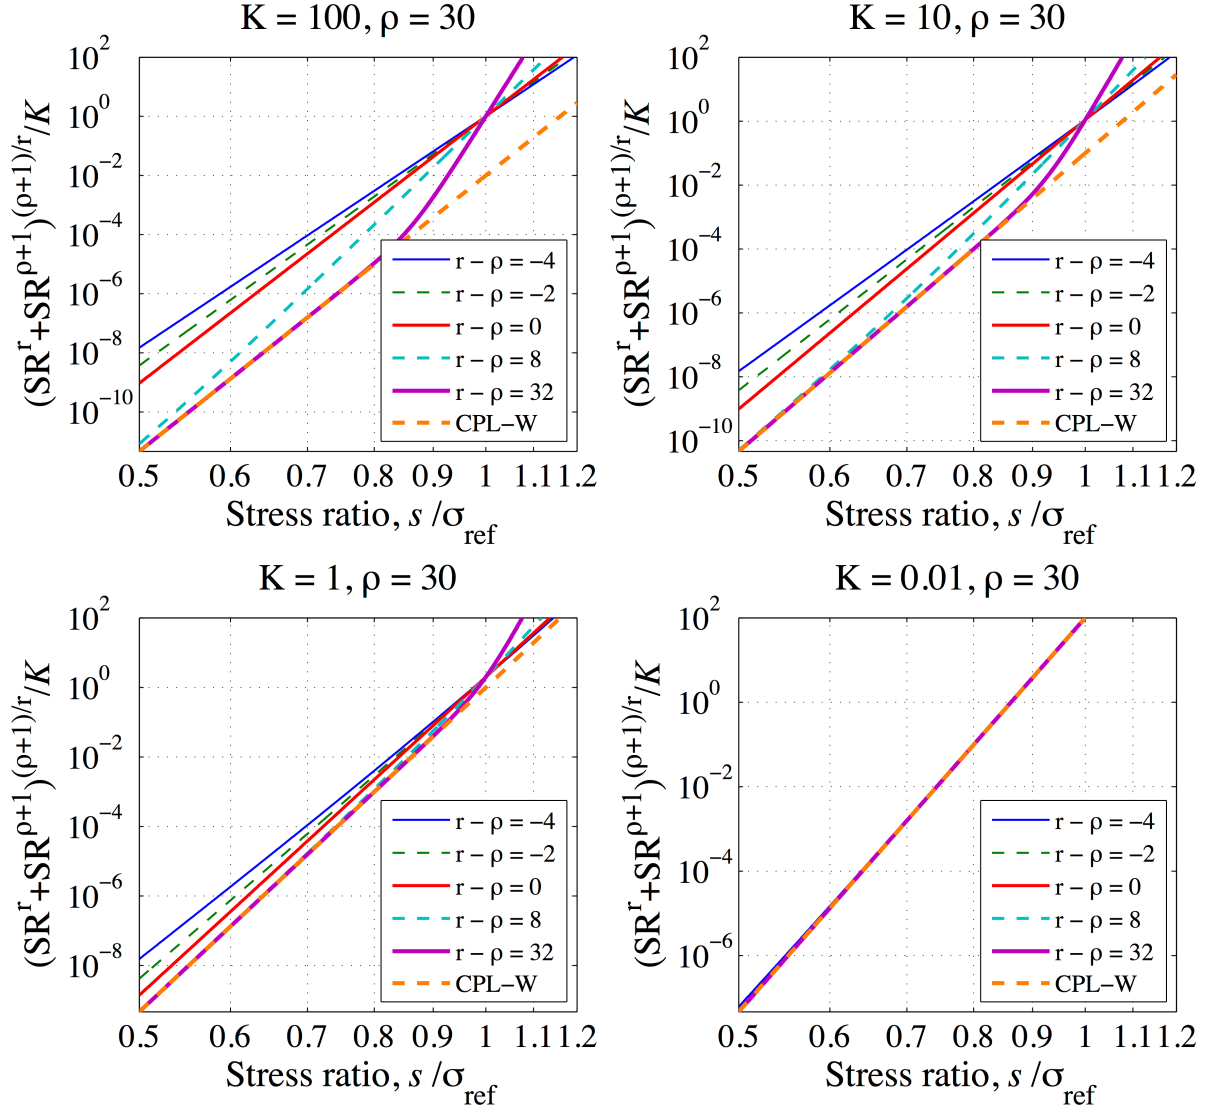 K = 100, ρ = 30
(SR^r+SR^ρ+1)^(ρ+1)/r/K
10^2
10^0
10^−2
10^−4
10^−6
10^−8
10^−10
r − ρ = −4
r − ρ = −2
r − ρ = 0
r − ρ = 8
r − ρ = 32
CPL−W
0.5 0.6 0.7 0.8 0.9 1 1.1 1.2
Stress ratio, s /σ_ref
K = 10, ρ = 30
(SR^r+SR^ρ+1)^(ρ+1)/r/K
10^2
10^0
10^−2
10^−4
10^−6
10^−8
10^−10
r − ρ = −4
r − ρ = −2
r − ρ = 0
r − ρ = 8
r − ρ = 32
CPL−W
0.5 0.6 0.7 0.8 0.9 1 1.1 1.2
Stress ratio, s /σ_ref
K = 1, ρ = 30
(SR^r+SR^ρ+1)^(ρ+1)/r/K
10^2
10^0
10^−2
10^−4
10^−6
10^−8
r − ρ = −4
r − ρ = −2
r − ρ = 0
r − ρ = 8
r − ρ = 32
CPL−W
0.5 0.6 0.7 0.8 0.9 1 1.1 1.2
Stress ratio, s /σ_ref
K = 0.01, ρ = 30
(SR^r+SR^ρ+1)^(ρ+1)/r/K
10^2
10^0
10^−2
10^−4
10^−6
r − ρ = −4
r − ρ = −2
r − ρ = 0
r − ρ = 8
r − ρ = 32
CPL−W
0.5 0.6 0.7 0.8 0.9 1 1.1 1.2
Stress ratio, s /σ_ref